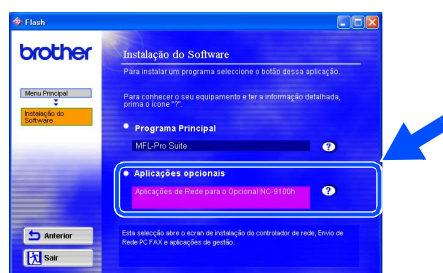 Flash
brother
Instalação do Software
Para instalar um programa seleccione o botão dessa aplicação.
Menu Principal
Instalação do
Software
Para conhecer o seu equipamento e ter a informação detalhada,
prima o ícone "?".
Programa Principal
MFL-Pro Suite
?
Aplicações opcionais
Aplicações de Rede para o Opcional NC-9100h
?
Anterior
Sair
Esta selecção abre o ecran de instalação do controlador de rede, Envio de
Rede PC FAX e aplicações de gestão.